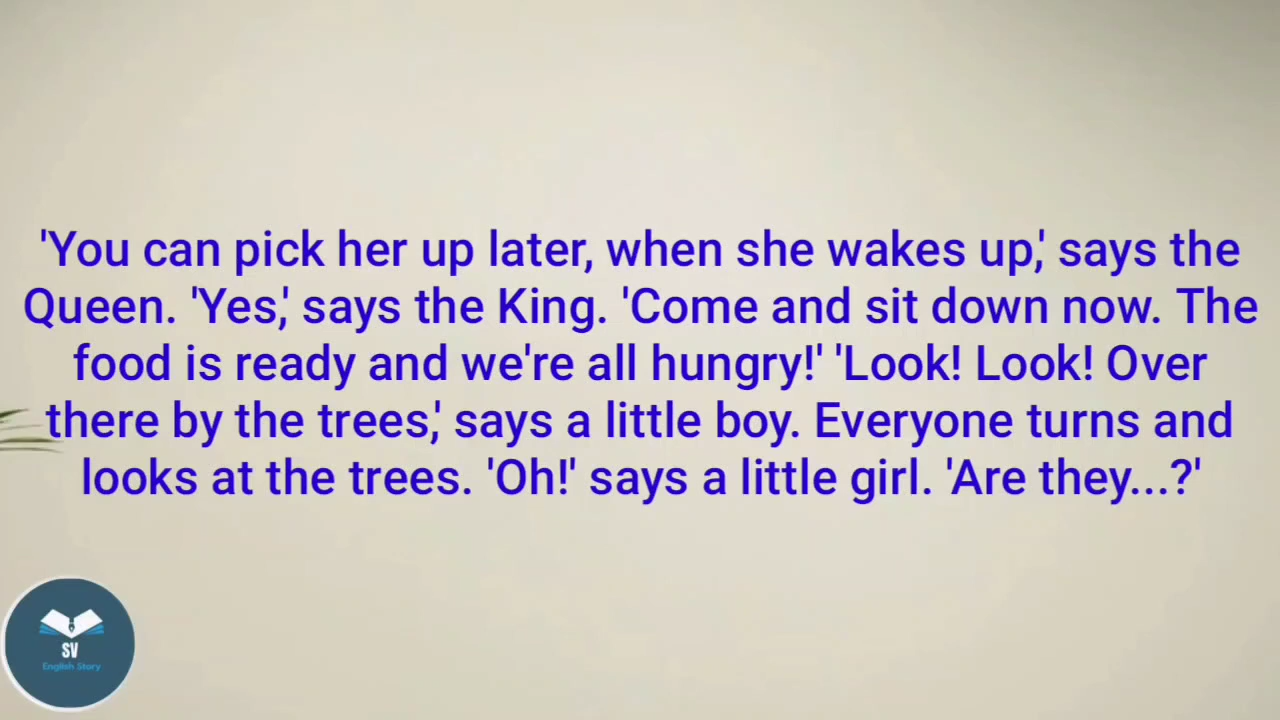 'You can pick her up later, when she wakes up,' says the
Queen. 'Yes,' says the King. 'Come and sit down now. The
food is ready and we're all hungry!' 'Look! Look! Over
there by the trees,' says a little boy. Everyone turns and
looks at the trees. 'Oh!' says a little girl. 'Are they...?'
SV
English Story